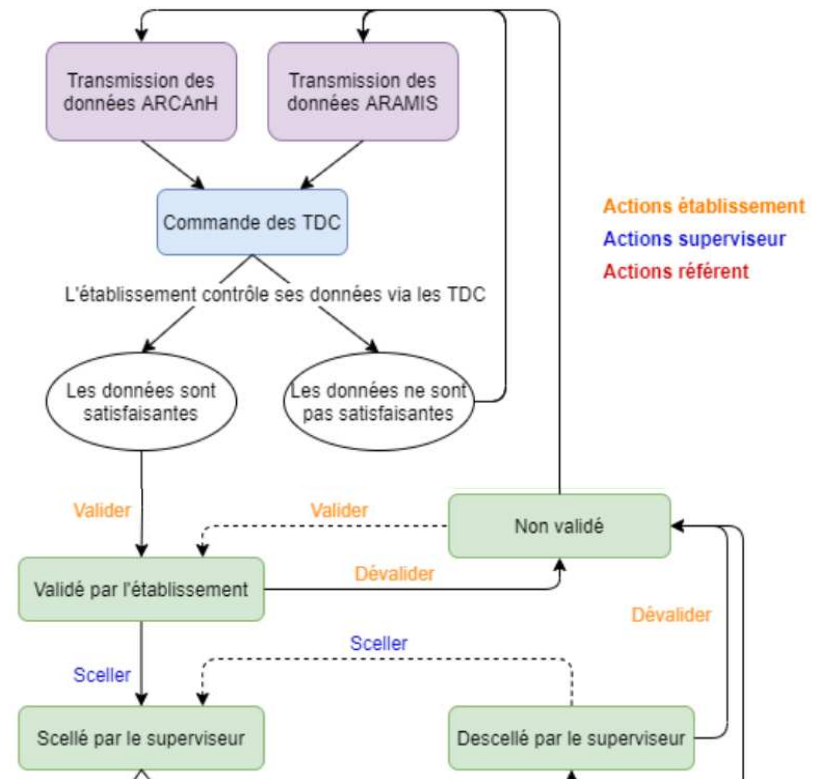 Transmission des
données ARCAnH
Transmission des
données ARAMIS
Commande des TDC
Actions établissement
Actions superviseur
Actions référent
L'établissement contrôle ses données via les TDC
Les données sont
satisfaisantes
Les données ne sont
pas satisfaisantes
Valider
Valider
Non validé
Validé par l'établissement
Dévalider
Dévalider
Sceller
Sceller
Scellé par le superviseur
Descellé par le superviseur